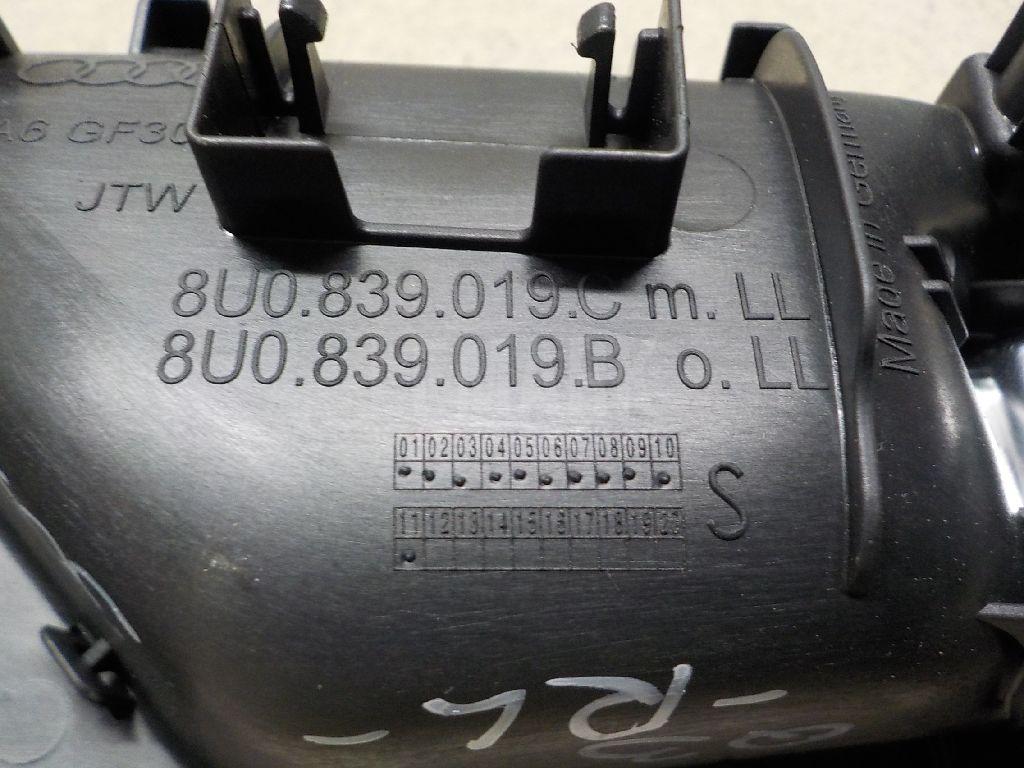 A6 GF30
JTW
8U0.839.019.C m. LL
8U0.839.019.B o. LL
Made in German
01 02 03 04 05 06 07 08 09 10
S
11 12 13 14 15 16 17 18 19 20
-RL-